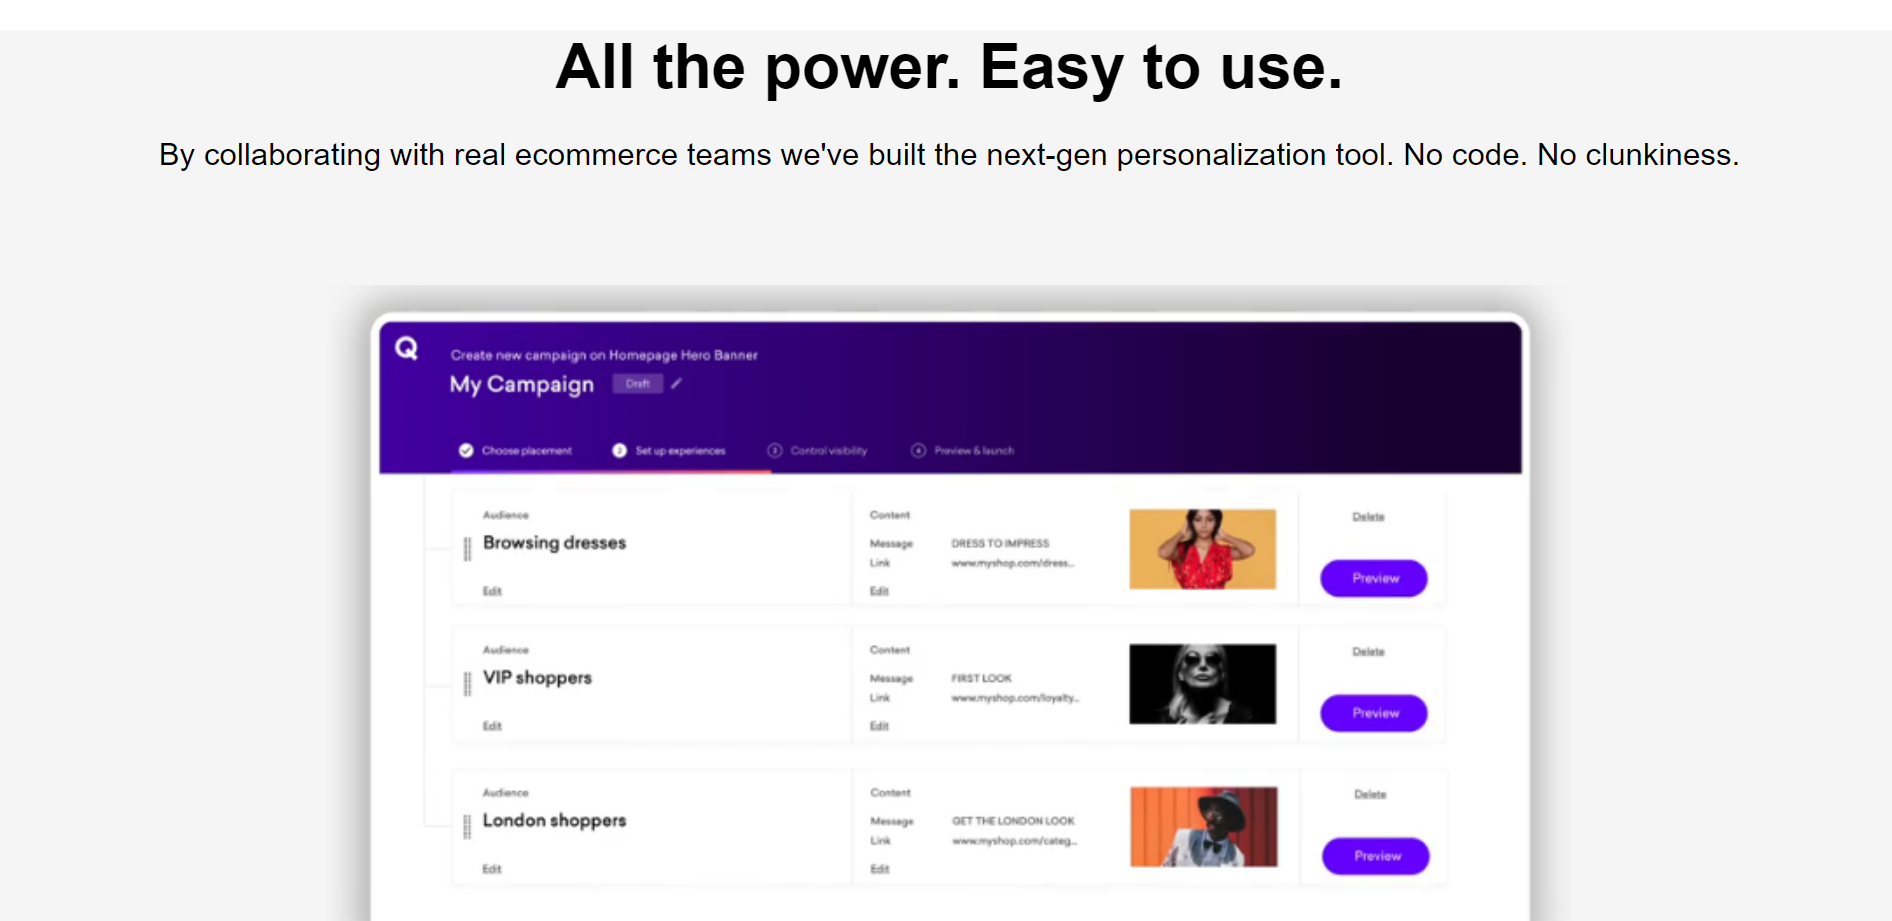 All the power. Easy to use.
By collaborating with real ecommerce teams we've built the next-gen personalization tool. No code. No clunkiness.
Q
Create new campaign on Homepage Hero Banner
My Campaign Draft
Choose placement 2 Set up experiences 3 Control visibility 4 Preview & launch
Audience
Browsing dresses
Edit
Content
Message DRESS TO IMPRESS
Link www.myshop.com/dress...
Edit
Delete
Preview
Audience
VIP shoppers
Edit
Content
Message FIRST LOOK
Link www.myshop.com/loyalty...
Edit
Delete
Preview
Audience
London shoppers
Edit
Content
Message GET THE LONDON LOOK
Link www.myshop.com/categ...
Edit
Delete
Preview